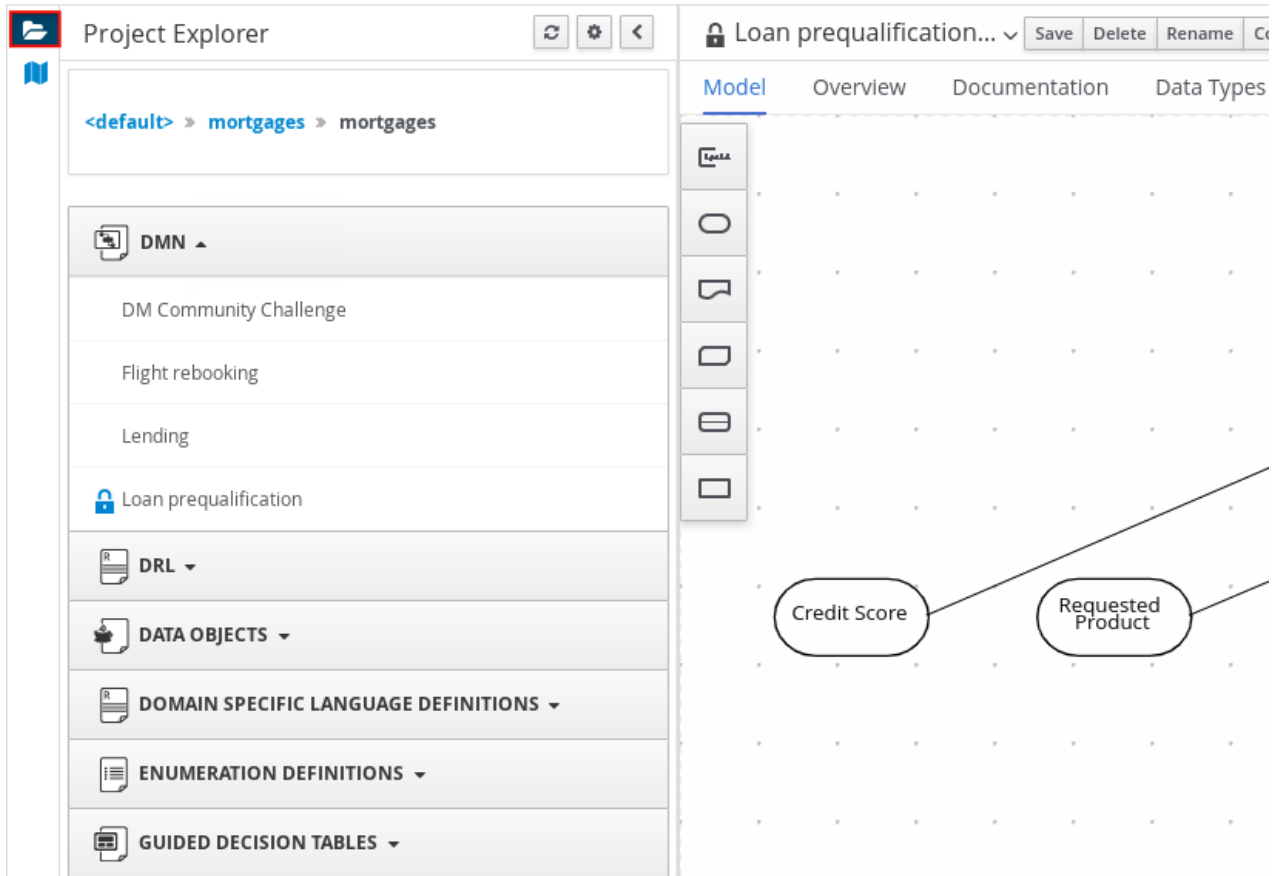 Project Explorer
<default> » mortgages » mortgages
DMN
DM Community Challenge
Flight rebooking
Lending
Loan prequalification
DRL
DATA OBJECTS
DOMAIN SPECIFIC LANGUAGE DEFINITIONS
ENUMERATION DEFINITIONS
GUIDED DECISION TABLES
Loan prequalification... Save Delete Rename Co
Model Overview Documentation Data Types
Credit Score
Requested
Product